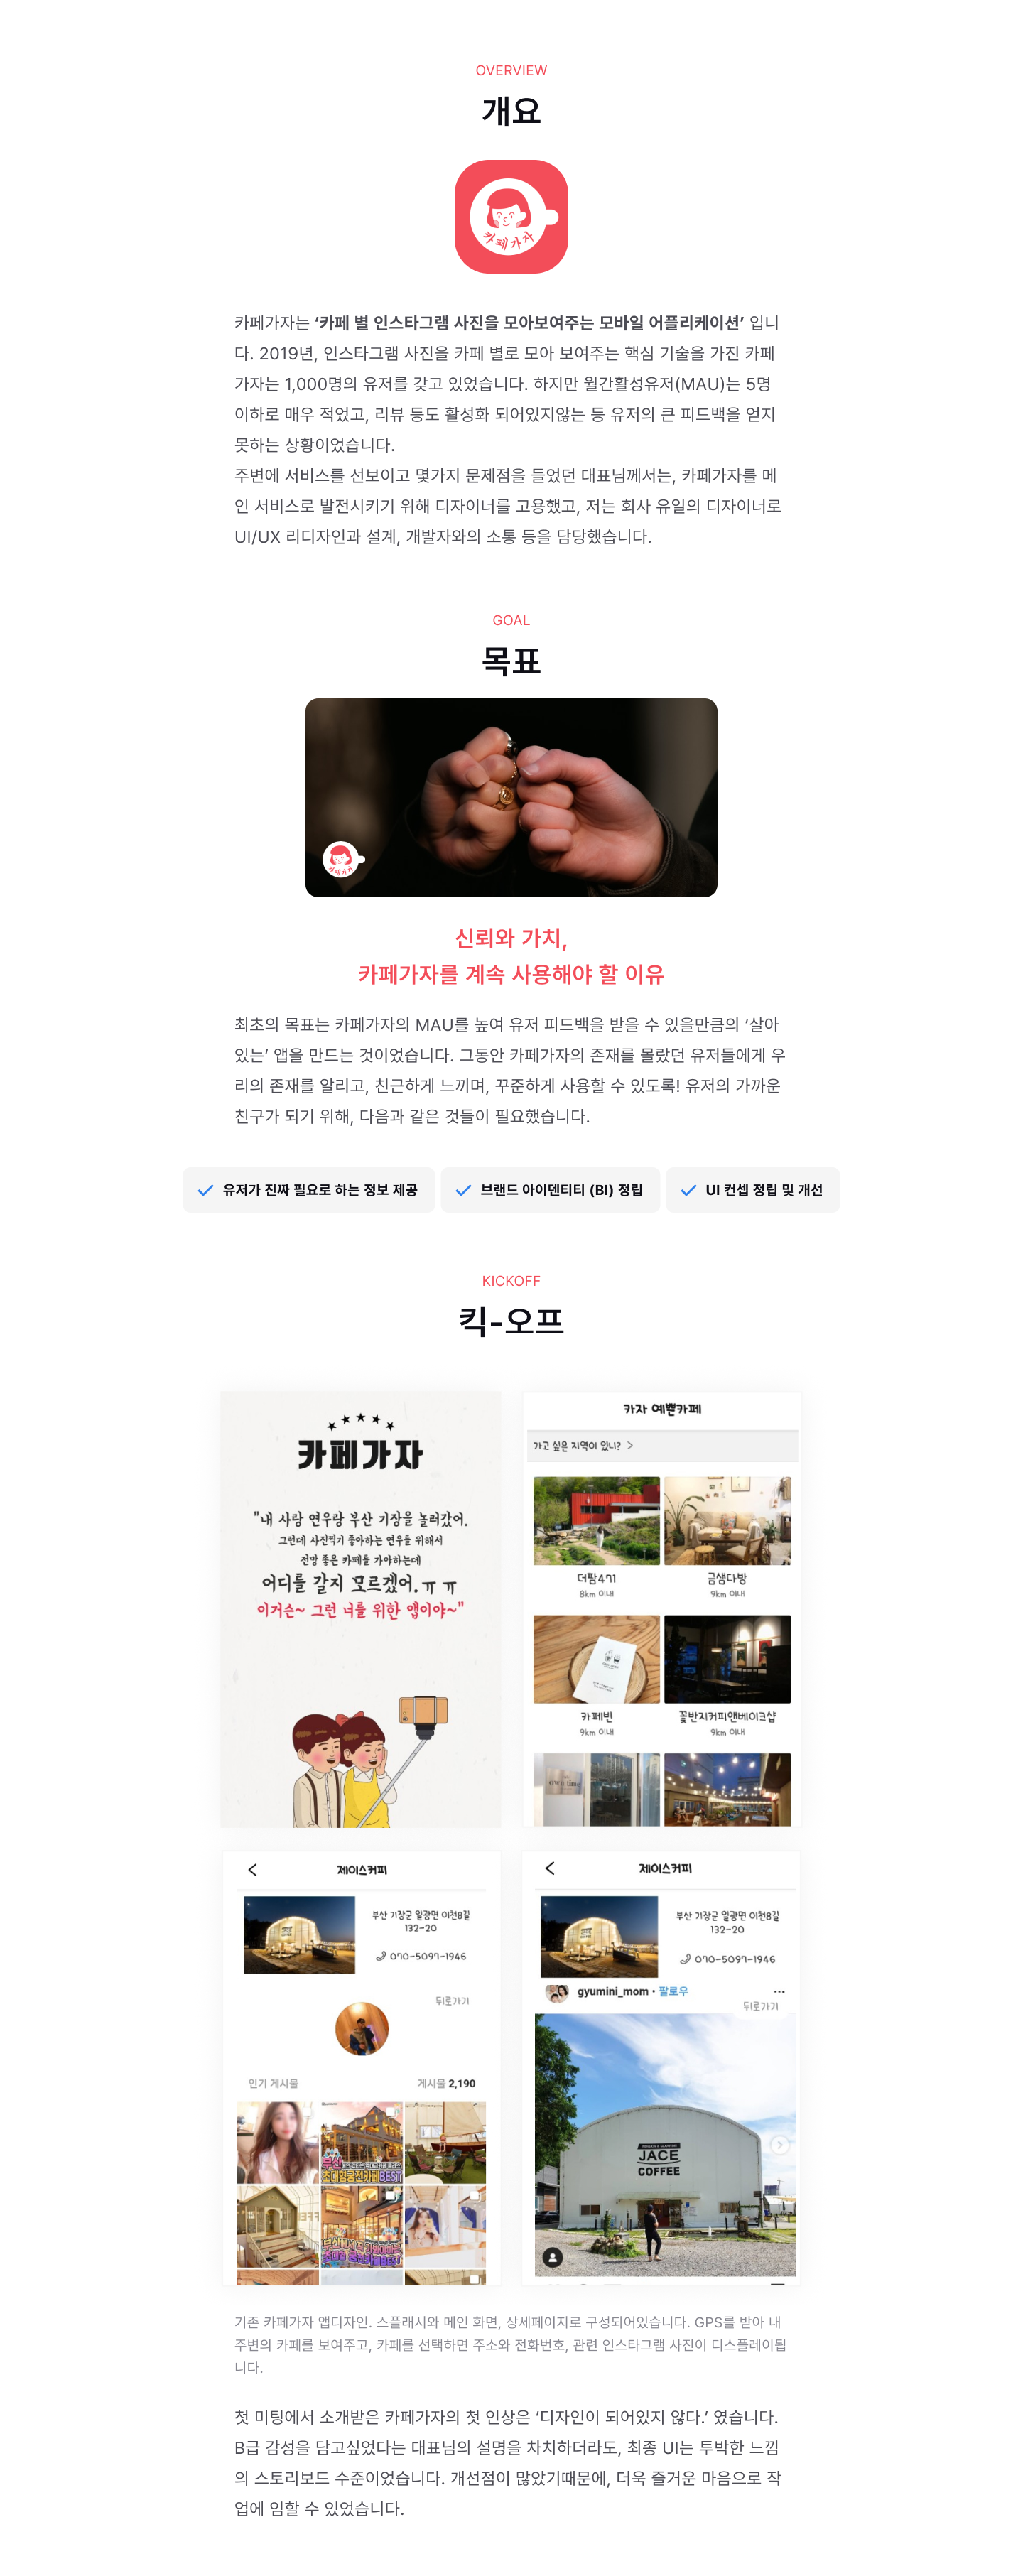 OVERVIEW
개요
카페가자
카페가자는 ‘카페 별 인스타그램 사진을 모아보여주는 모바일 어플리케이션’ 입니
다. 2019년, 인스타그램 사진을 카페 별로 모아 보여주는 핵심 기술을 가진 카페
가자는 1,000명의 유저를 갖고 있었습니다. 하지만 월간활성유저(MAU)는 5명
이하로 매우 적었고, 리뷰 등도 활성화 되어있지않는 등 유저의 큰 피드백을 얻지
못하는 상황이었습니다.
주변에 서비스를 선보이고 몇가지 문제점을 들었던 대표님께서는, 카페가자를 메
인 서비스로 발전시키기 위해 디자이너를 고용했고, 저는 회사 유일의 디자이너로
UI/UX 리디자인과 설계, 개발자와의 소통 등을 담당했습니다.
GOAL
목표
카페가자
신뢰와 가치,
카페가자를 계속 사용해야 할 이유
최초의 목표는 카페가자의 MAU를 높여 유저 피드백을 받을 수 있을만큼의 ‘살아
있는’ 앱을 만드는 것이었습니다. 그동안 카페가자의 존재를 몰랐던 유저들에게 우
리의 존재를 알리고, 친근하게 느끼며, 꾸준하게 사용할 수 있도록! 유저의 가까운
친구가 되기 위해, 다음과 같은 것들이 필요했습니다.
유저가 진짜 필요로 하는 정보 제공
브랜드 아이덴티티 (BI) 정립
UI 컨셉 정립 및 개선
KICKOFF
킥-오프
카페가자
"내 사랑 연우랑 부산 기장을 놀러갔어.
그런데 사진찍기 좋아하는 연우를 위해서
전망 좋은 카페를 가야하는데
어디를 갈지 모르겠어.ㅠㅠ
이거슨~ 그런 너를 위한 앱이야~"
카자 예쁜카페
가고 싶은 지역이 있니? >
더팜471
8km 이내
금샘다방
9km 이내
카페빈
9km 이내
꽃반지커피앤베이크샵
9km 이내
제이스커피
부산 기장군 일광면 이천8길
132-20
070-5097-1946
뒤로가기
인기 게시물
게시물 2,190
부산
초대형궁전카페BEST
제이스커피
부산 기장군 일광면 이천8길
132-20
070-5097-1946
gyumini_mom • 팔로우
뒤로가기
JACE
COFFEE
기존 카페가자 앱디자인. 스플래시와 메인 화면, 상세페이지로 구성되어있습니다. GPS를 받아 내
주변의 카페를 보여주고, 카페를 선택하면 주소와 전화번호, 관련 인스타그램 사진이 디스플레이됩
니다.
첫 미팅에서 소개받은 카페가자의 첫 인상은 ‘디자인이 되어있지 않다.’ 였습니다.
B급 감성을 담고싶었다는 대표님의 설명을 차치하더라도, 최종 UI는 투박한 느낌
의 스토리보드 수준이었습니다. 개선점이 많았기때문에, 더욱 즐거운 마음으로 작
업에 임할 수 있었습니다.